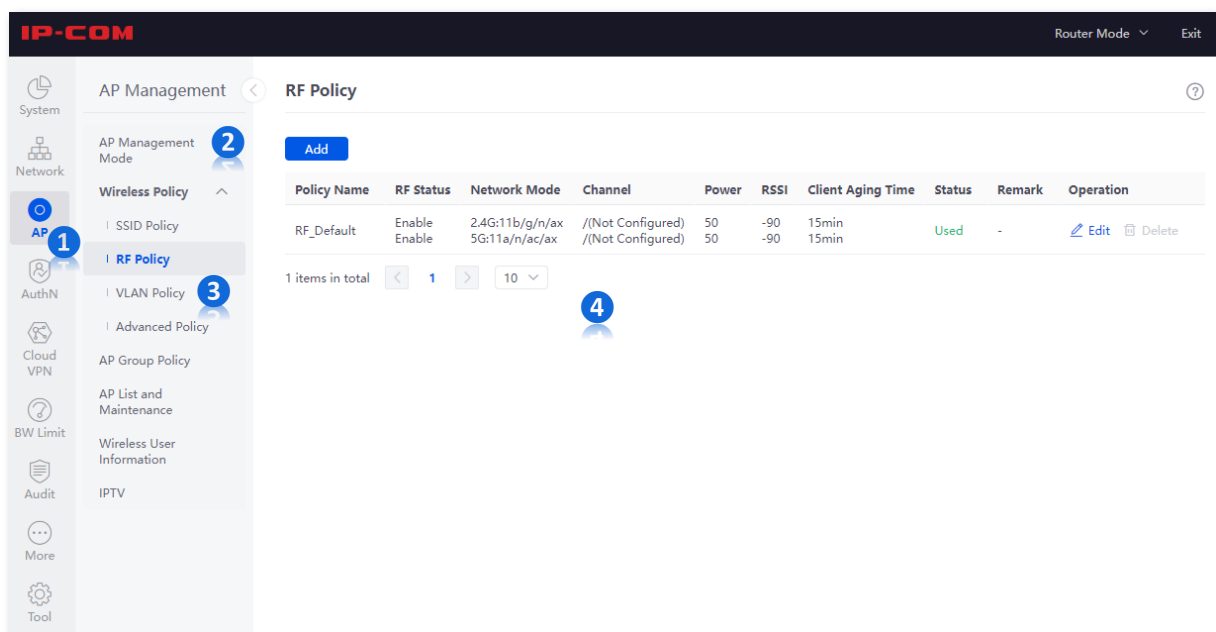 IP-COM
Router Mode
Exit
System
Network
AP
AuthN
Cloud
VPN
BW Limit
Audit
More
Tool
1
AP Management
AP Management
Mode
2
Wireless Policy
SSID Policy
RF Policy
VLAN Policy
3
Advanced Policy
AP Group Policy
AP List and
Maintenance
Wireless User
Information
IPTV
RF Policy
?
Add
Policy Name RF Status Network Mode Channel Power RSSI Client Aging Time Status Remark Operation
RF_Default Enable 2.4G:11b/g/n/ax /(Not Configured) 50 -90 15min Used - Edit Delete
Enable 5G:11a/n/ac/ax /(Not Configured) 50 -90 15min
1 items in total < 1 > 10
4